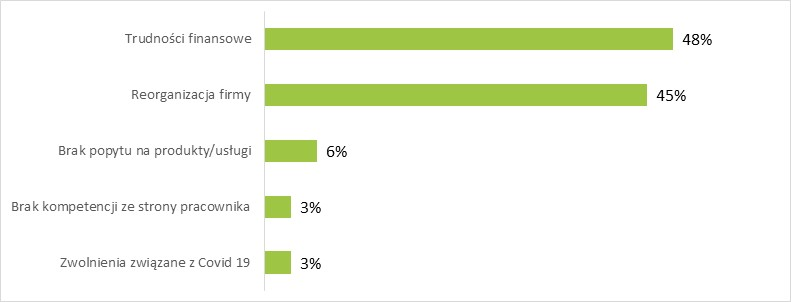 Trudności finansowe 48%
Reorganizacja firmy 45%
Brak popytu na produkty/usługi 6%
Brak kompetencji ze strony pracownika 3%
Zwolnienia związane z Covid 19 3%